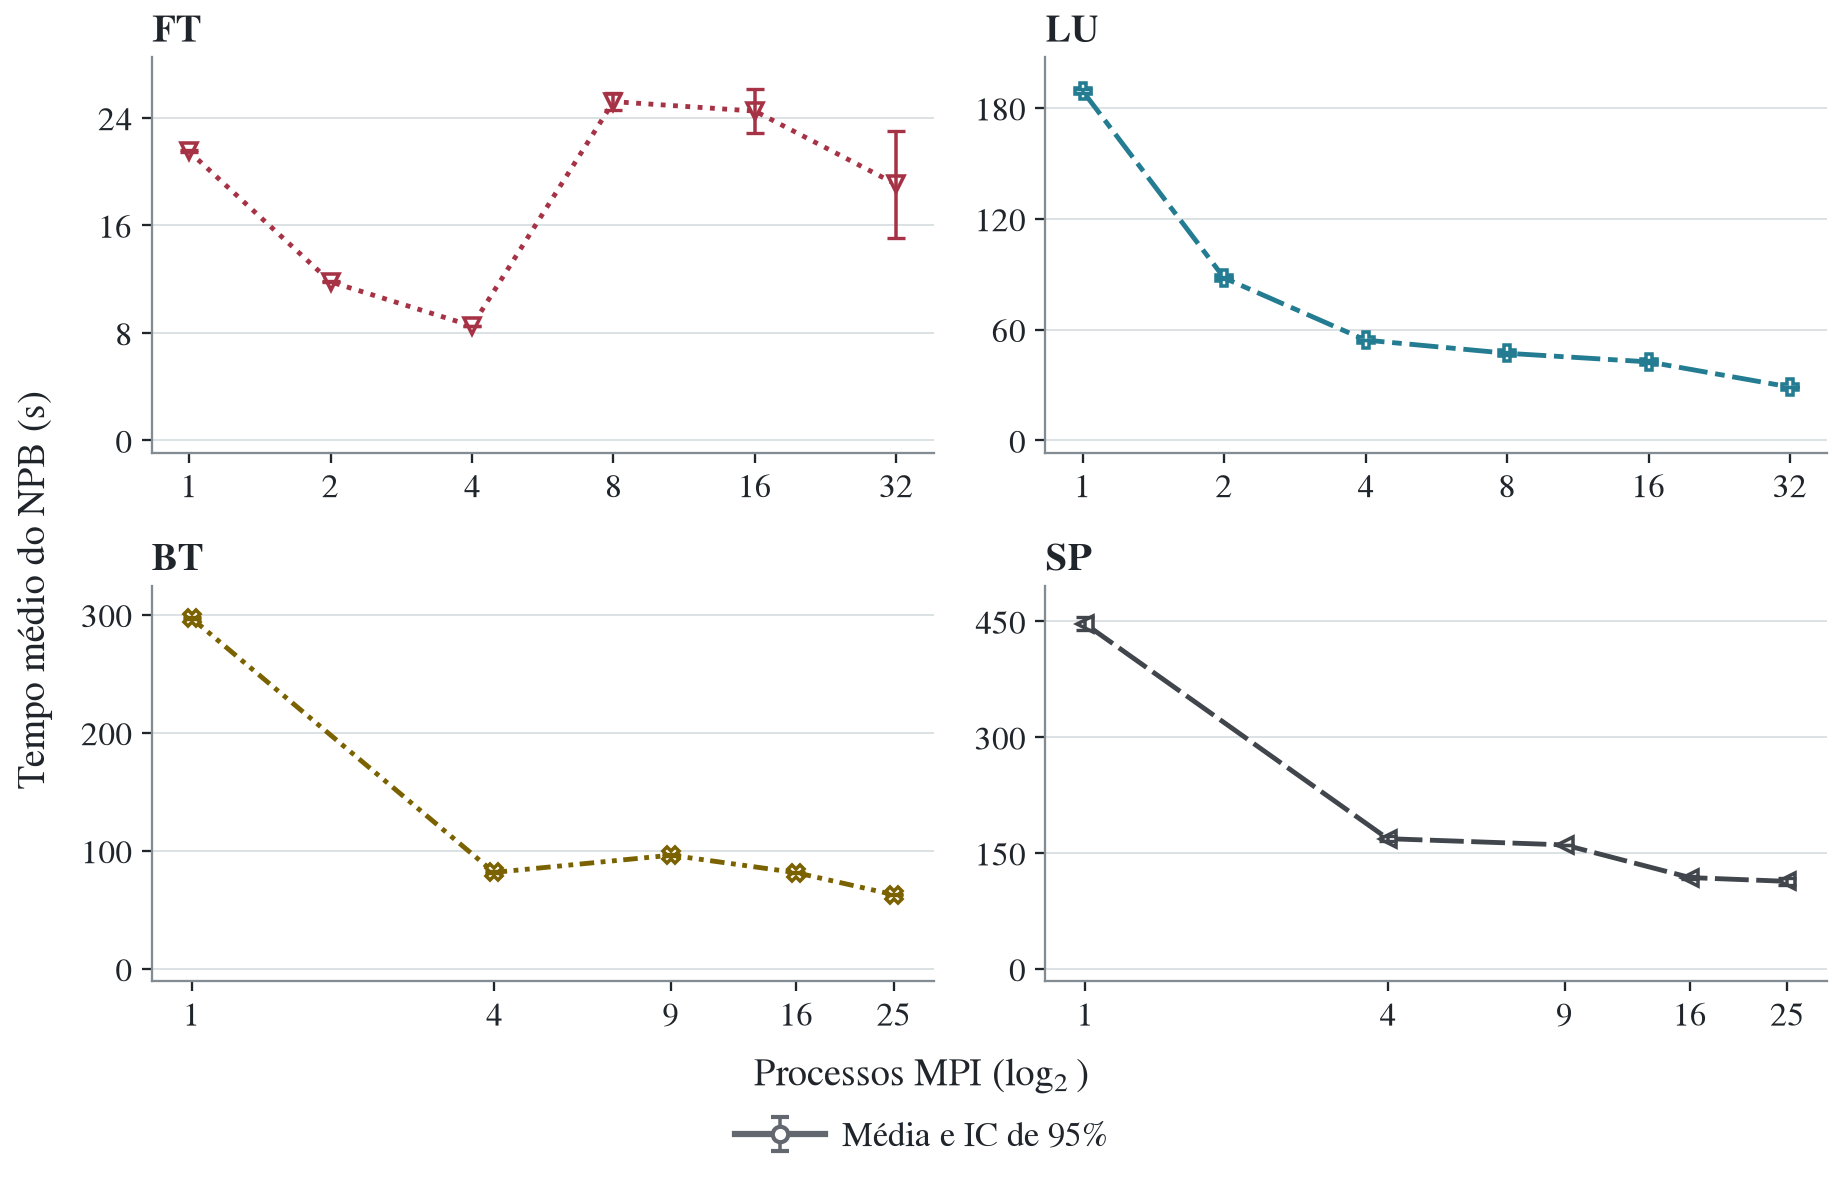 FT
24
16
8
0
1 2 4 8 16 32
LU
180
120
60
0
1 2 4 8 16 32
Tempo médio do NPB (s)
BT
300
200
100
0
1 4 9 16 25
SP
450
300
150
0
1 4 9 16 25
Processos MPI (log₂ )
Média e IC de 95%